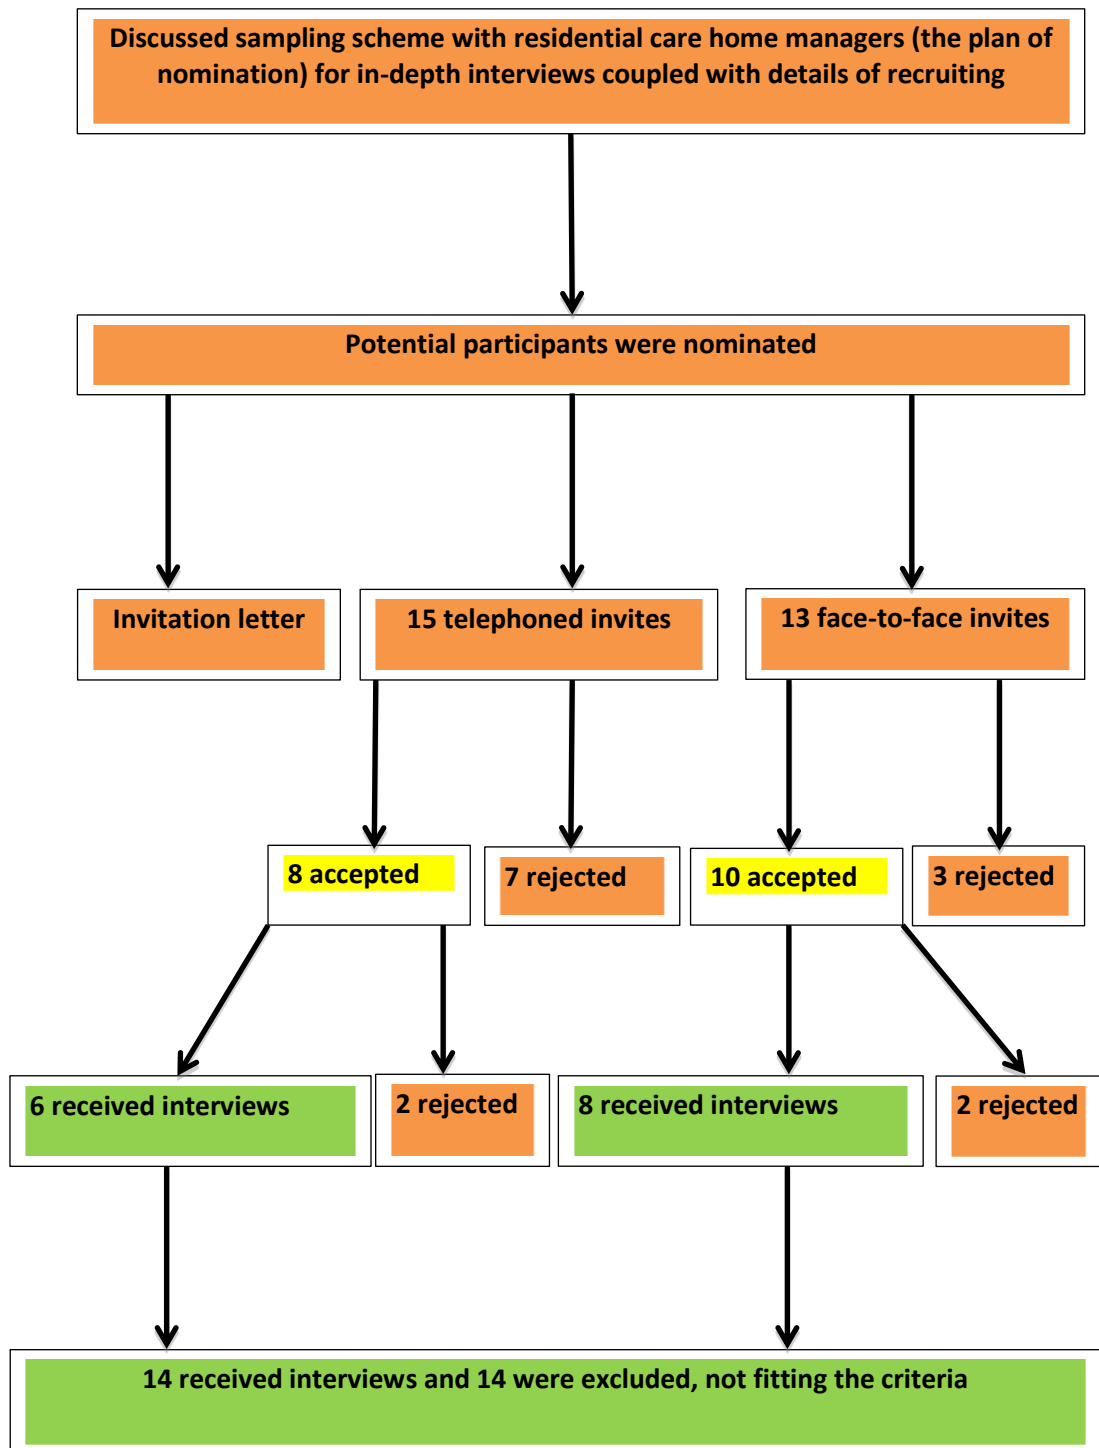 Discussed sampling scheme with residential care home managers (the plan of
nomination) for in-depth interviews coupled with details of recruiting
Potential participants were nominated
Invitation letter
15 telephoned invites
13 face-to-face invites
8 accepted
7 rejected
10 accepted
3 rejected
6 received interviews
2 rejected
8 received interviews
2 rejected
14 received interviews and 14 were excluded, not fitting the criteria